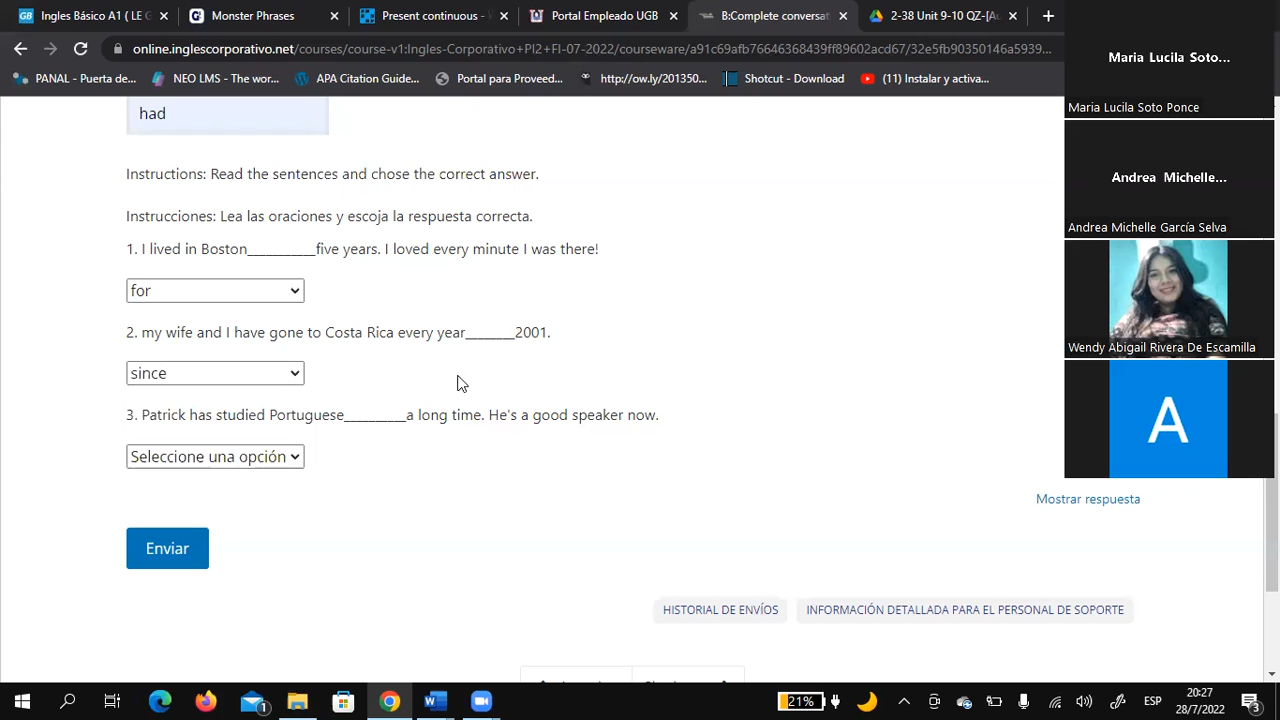 Inglés Básico A1 ( LE G
Monster Phrases
Present continuous -
Portal Empleado UGB
B:Complete conversat
2-38 Unit 9-10 QZ-[A
online.inglescorporativo.net/courses/course-v1:Ingles-Corporativo+PI2+FI-07-2022/courseware/a91c69afb76646368439ff89602acd67/32e5fb90350146a5939...
PANAL - Puerta de...
NEO LMS - The wor...
APA Citation Guide...
Portal para Proveed...
http://ow.ly/201350...
Shotcut - Download
(11) Instalar y activa...
had
Instructions: Read the sentences and chose the correct answer.
Instrucciones: Lea las oraciones y escoja la respuesta correcta.
1. I lived in Boston__________five years. I loved every minute I was there!
for
2. my wife and I have gone to Costa Rica every year_______2001.
since
3. Patrick has studied Portuguese_________a long time. He's a good speaker now.
Seleccione una opción
Mostrar respuesta
Enviar
HISTORIAL DE ENVÍOS
INFORMACIÓN DETALLADA PARA EL PERSONAL DE SOPORTE
Maria Lucila Soto...
Maria Lucila Soto Ponce
Andrea Michelle...
Andrea Michelle García Selva
Wendy Abigail Rivera De Escamilla
A
21%
ESP
20:27
28/7/2022
1
3